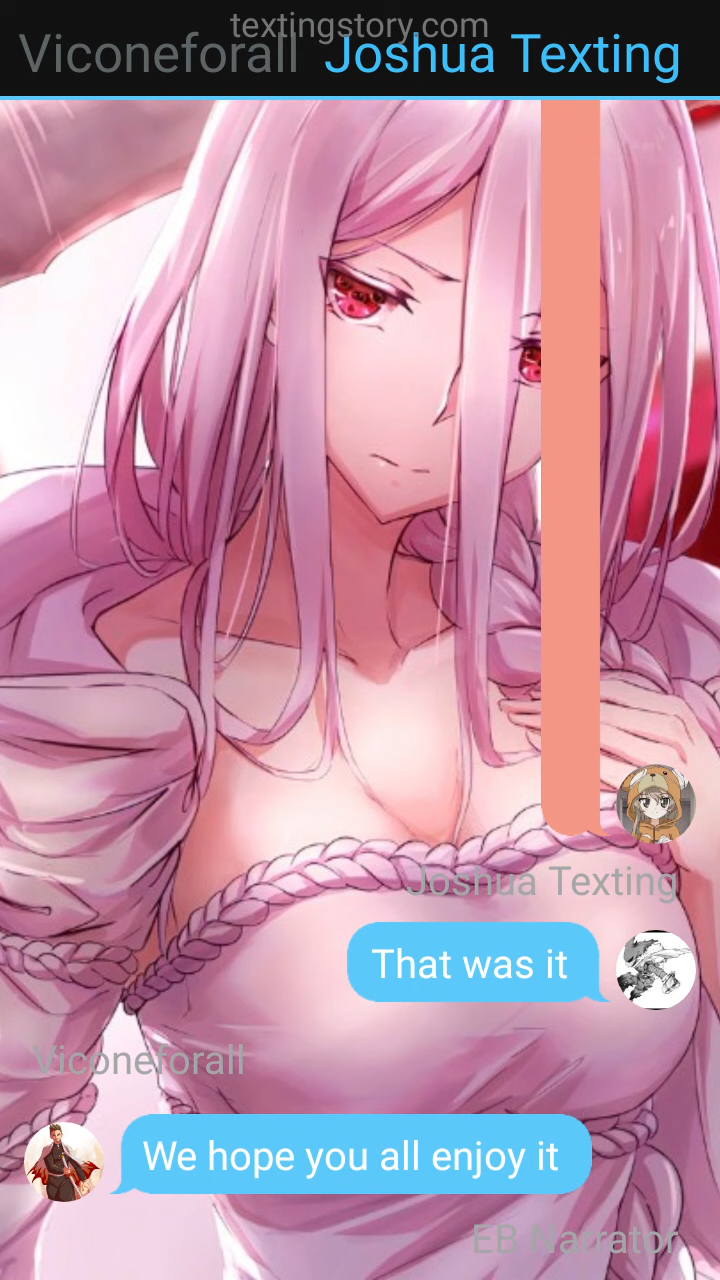 textingstory.com
Viconeforall Joshua Texting
Joshua Texting
That was it
Viconeforall
We hope you all enjoy it
EB Narrator